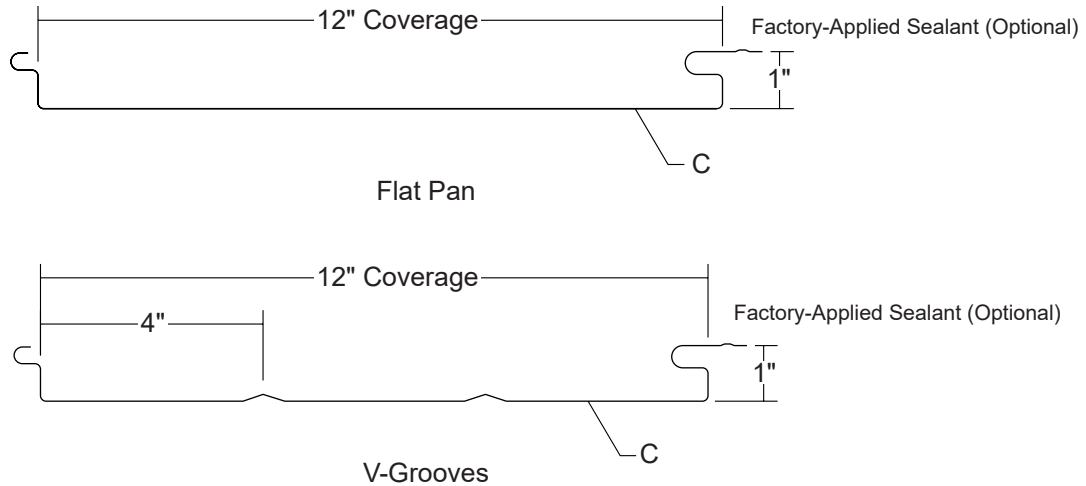 12" Coverage
Factory-Applied Sealant (Optional)
1"
C
Flat Pan
12" Coverage
4"
Factory-Applied Sealant (Optional)
1"
C
V-Grooves